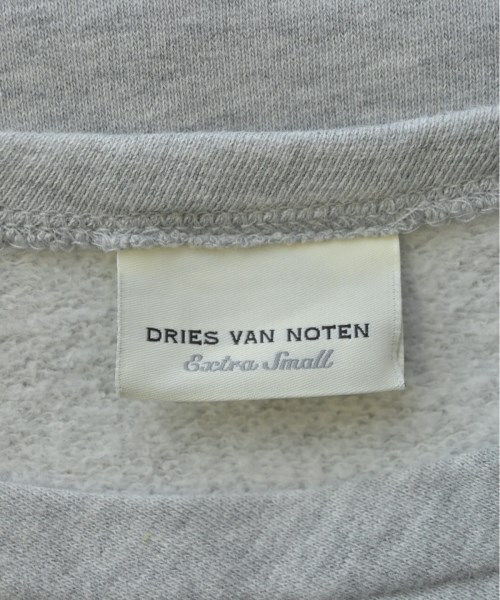 DRIES VAN NOTEN
Extra Small